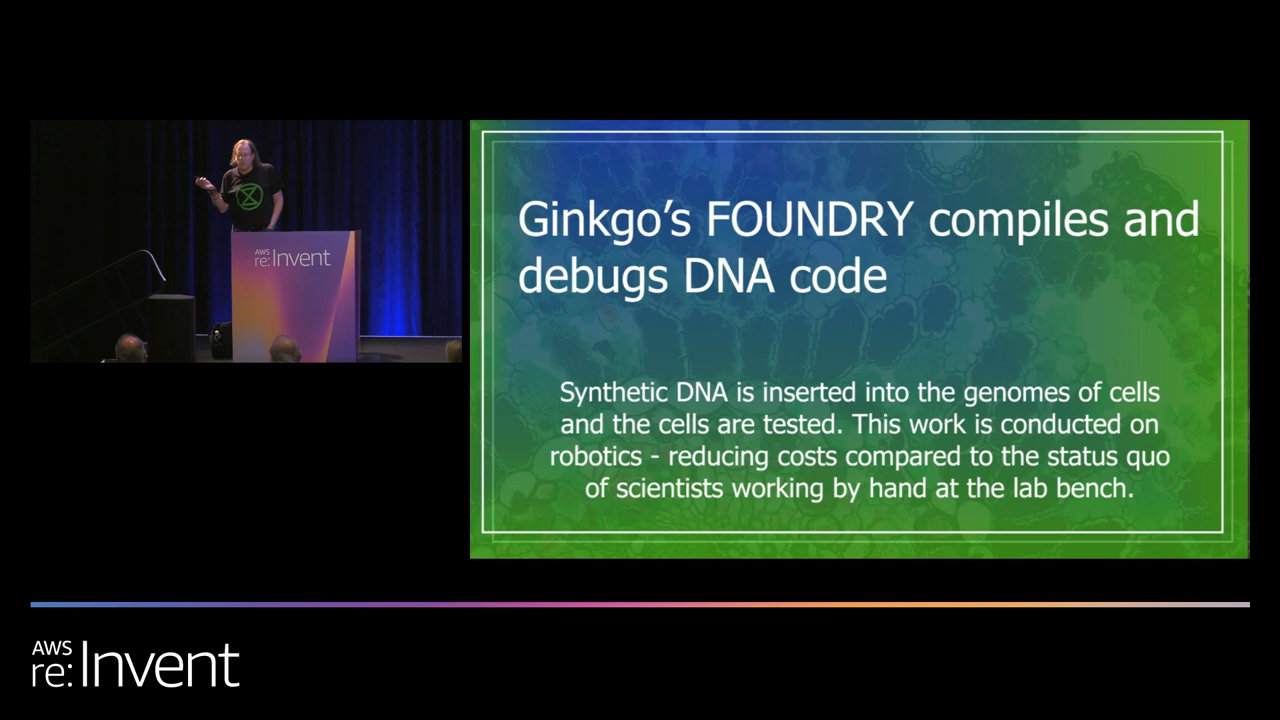 AWS
re:Invent
Ginkgo's FOUNDRY compiles and
debugs DNA code
Synthetic DNA is inserted into the genomes of cells
and the cells are tested. This work is conducted on
robotics - reducing costs compared to the status quo
of scientists working by hand at the lab bench.
AWS
re:Invent